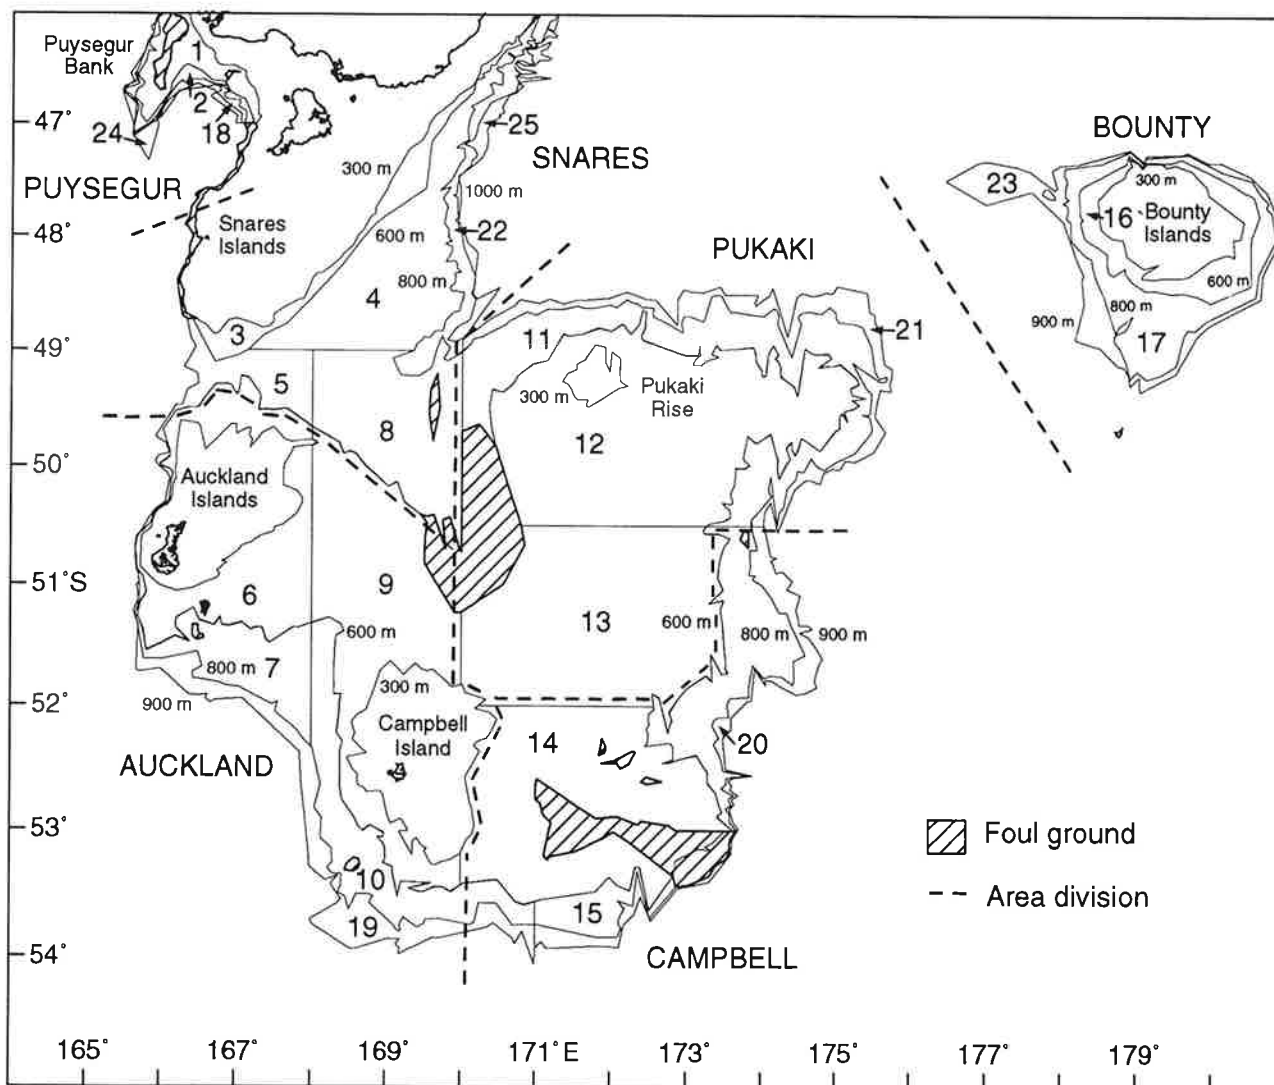 Puysegur
Bank
1
2
18
24
47°
PUYSEGUR
25
SNARES
300 m
1000 m
BOUNTY
23
300 m
16
Bounty
Islands
600 m
800 m
900 m
17
48°
Snares
Islands
600 m
22
800 m
4
PUKAKI
3
49°
11
21
300 m
Pukaki
Rise
5
8
12
50°
Auckland
Islands
51°S
6
9
13
600 m
600 m
800 m
900 m
7
800 m
900 m
300 m
52°
Campbell
Island
14
20
AUCKLAND
53°
Foul ground
10
Area division
19
15
54°
CAMPBELL
165°
167°
169°
171°E
173°
175°
177°
179°